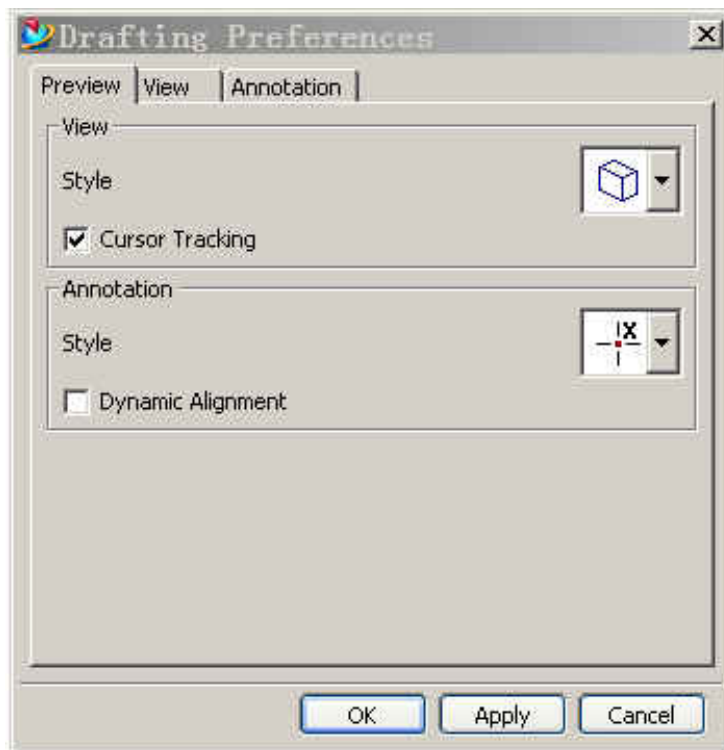 Drafting Preferences
Preview View Annotation
View
Style
Cursor Tracking
Annotation
Style
X
Dynamic Alignment
OK Apply Cancel